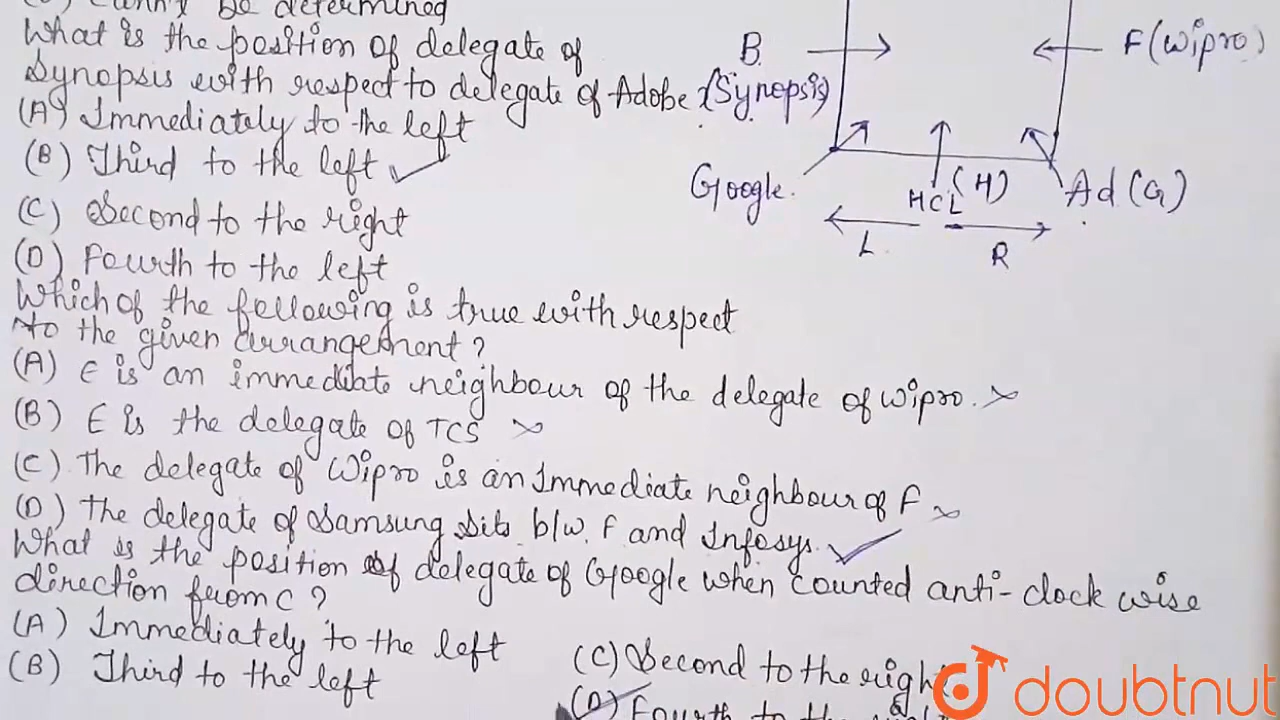 be determined
What is the position of delegate of
Synopsis with respect to delegate of Adobe ?
(A) Immediately to the left
(B) Third to the left
(C) Second to the right
(D) Fourth to the left
Which of the following is true with respect
to the given arrangement ?
(A) E is an immediate neighbour of the delegate of wipro.
(B) E is the delegate of TCS
(C) The delegate of Wipro is an Immediate neighbour of F
(D) The delegate of Samsung sits b/w. F and Infosys.
What is the position of delegate of Google when counted anti-clock wise
direction from C ?
(A) Immediately to the left
(B) Third to the left
(C) Second to the right
(D) Fourth to the
B
(Synopsis)
F (wipro)
Google.
HCL (H)
Ad (G)
L
R
doubtnut